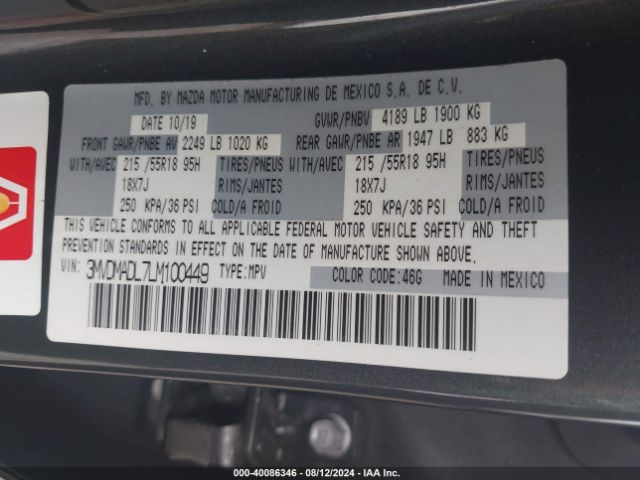 MFD. BY MAZDA MOTOR MANUFACTURING DE MEXICO S.A. DE C.V.
DATE 10/19 GVWR/PNBV 4189 LB 1900 KG
FRONT GAWR/PNBE AV 2249 LB 1020 KG REAR GAWR/PNBE AR 1947 LB 883 KG
WITH/AVEC 215 /55R18 95H TIRES/PNEUS WITH/AVEC 215 /55R18 95H TIRES/PNEUS
18X7J RIMS/JANTES 18X7J RIMS/JANTES
250 KPA/36 PSI COLD/A FROID 250 KPA/36 PSI COLD/A FROID
THIS VEHICLE CONFORMS TO ALL APPLICABLE FEDERAL MOTOR VEHICLE SAFETY AND THEFT
PREVENTION STANDARDS IN EFFECT ON THE DATE OF MANUFACTURE SHOWN ABOVE.
VIN: 3MVDMADL7LM100449 TYPE:MPV COLOR CODE:46G MADE IN MEXICO
000-40086346 - 08/12/2024 - IAAI.COM